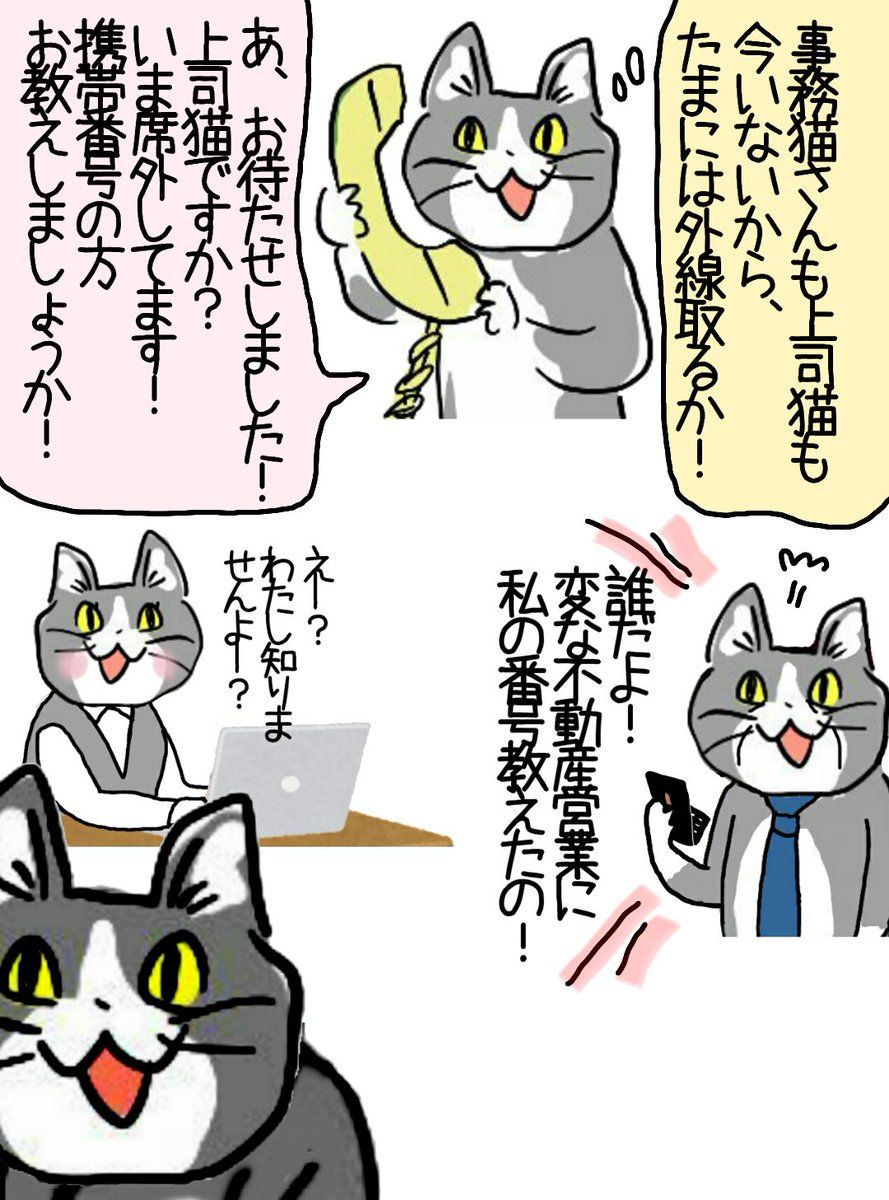 事務猫さんも上司猫も
今いないから、
たまには外線取るか！
あ、お待たせしました！
上司猫ですか？
いま席外してます！
携帯番号の方
お教えしましょうか！
誰だよ！
変な不動産営業に
私の番号教えたの！
えー？
わたし知りま
せんよー？